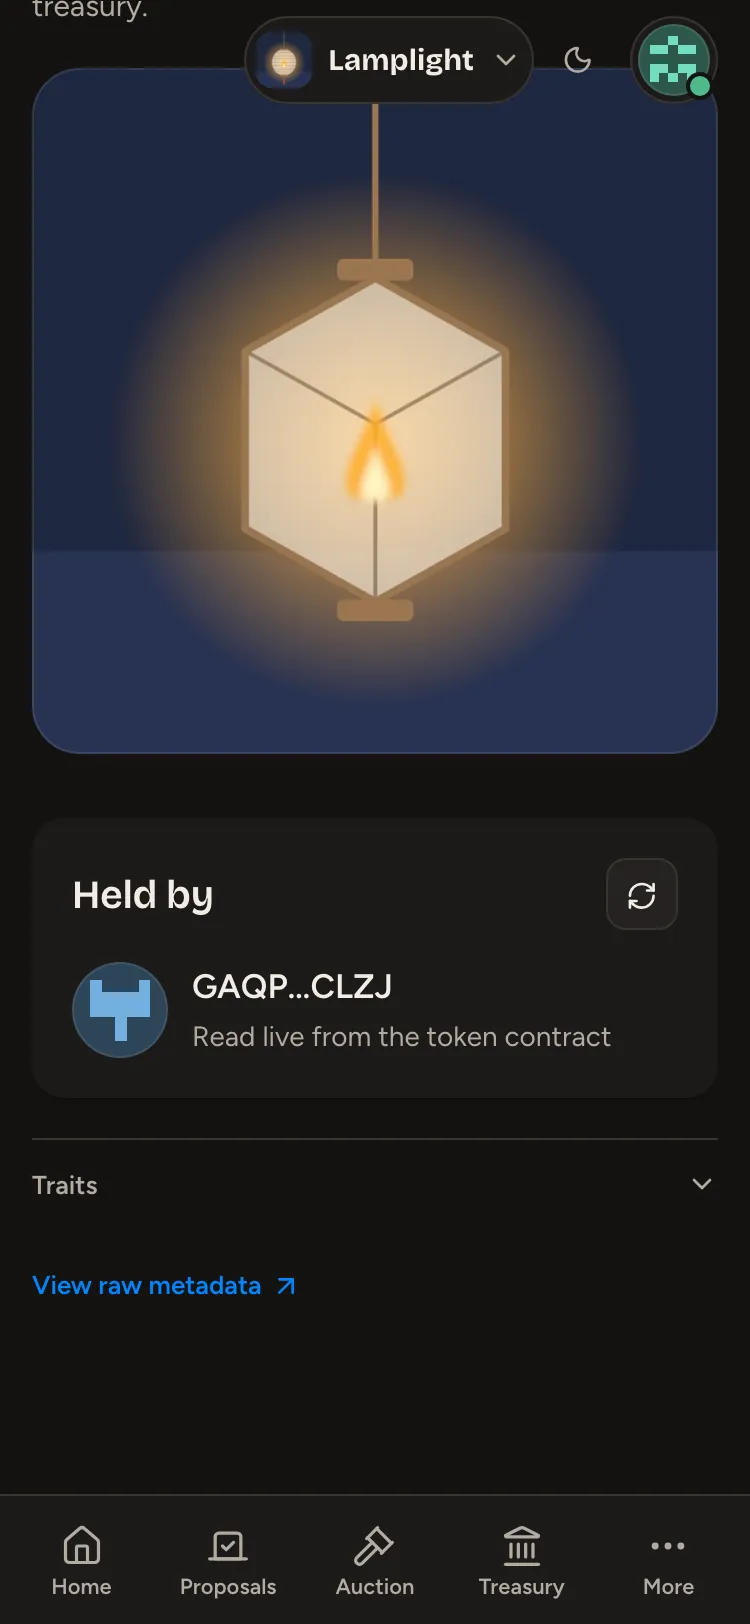 treasury.
Lamplight
Held by
GAQP...CLZJ
Read live from the token contract
Traits
View raw metadata
Home
Proposals
Auction
Treasury
More